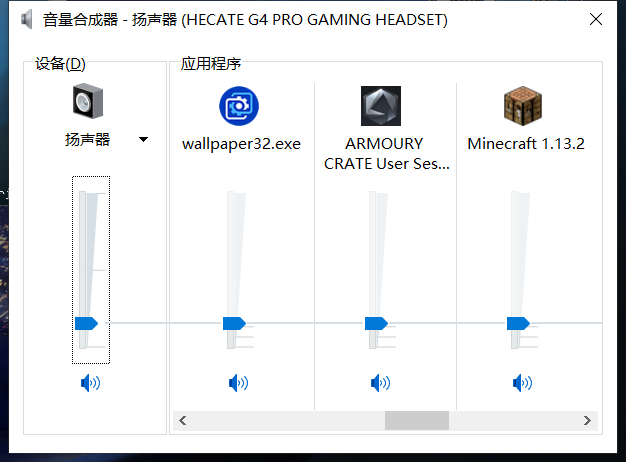 音量合成器 - 扬声器 (HECATE G4 PRO GAMING HEADSET)
设备(D)
应用程序
扬声器
wallpaper32.exe
ARMOURY
CRATE User Ses...
Minecraft 1.13.2